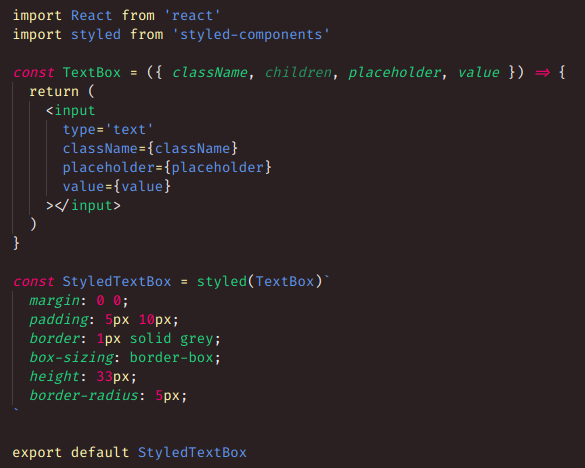 import React from 'react'
import styled from 'styled-components'
const TextBox = ({ className, children, placeholder, value }) => {
return (
<input
type='text'
className={className}
placeholder={placeholder}
value={value}
></input>
)
}
const StyledTextBox = styled(TextBox)`
margin: 0 0;
padding: 5px 10px;
border: 1px solid grey;
box-sizing: border-box;
height: 33px;
border-radius: 5px;
`
export default StyledTextBox